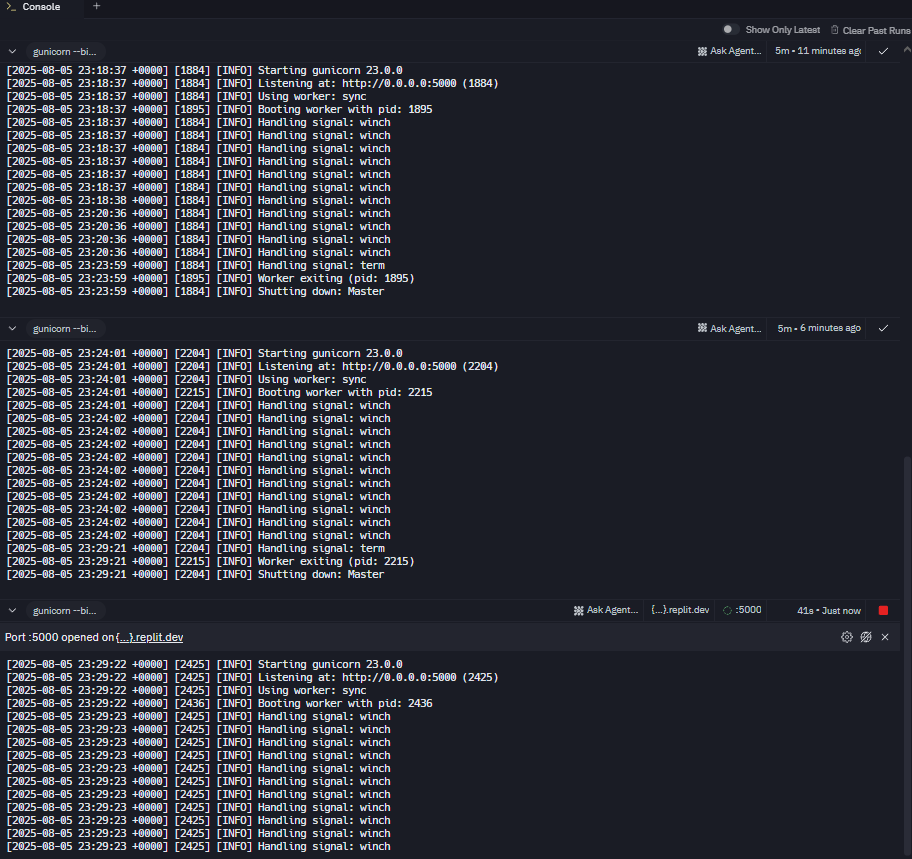 Console
Show Only Latest Clear Past Runs
gunicorn --bi... Ask Agent... 5m • 11 minutes ago
[2025-08-05 23:18:37 +0000] [1884] [INFO] Starting gunicorn 23.0.0
[2025-08-05 23:18:37 +0000] [1884] [INFO] Listening at: http://0.0.0.0:5000 (1884)
[2025-08-05 23:18:37 +0000] [1884] [INFO] Using worker: sync
[2025-08-05 23:18:37 +0000] [1895] [INFO] Booting worker with pid: 1895
[2025-08-05 23:18:37 +0000] [1884] [INFO] Handling signal: winch
[2025-08-05 23:18:37 +0000] [1884] [INFO] Handling signal: winch
[2025-08-05 23:18:37 +0000] [1884] [INFO] Handling signal: winch
[2025-08-05 23:18:37 +0000] [1884] [INFO] Handling signal: winch
[2025-08-05 23:18:37 +0000] [1884] [INFO] Handling signal: winch
[2025-08-05 23:18:37 +0000] [1884] [INFO] Handling signal: winch
[2025-08-05 23:18:38 +0000] [1884] [INFO] Handling signal: winch
[2025-08-05 23:20:36 +0000] [1884] [INFO] Handling signal: winch
[2025-08-05 23:20:36 +0000] [1884] [INFO] Handling signal: winch
[2025-08-05 23:20:36 +0000] [1884] [INFO] Handling signal: winch
[2025-08-05 23:20:36 +0000] [1884] [INFO] Handling signal: winch
[2025-08-05 23:23:59 +0000] [1884] [INFO] Handling signal: term
[2025-08-05 23:23:59 +0000] [1895] [INFO] Worker exiting (pid: 1895)
[2025-08-05 23:23:59 +0000] [1884] [INFO] Shutting down: Master
gunicorn --bi... Ask Agent... 5m • 6 minutes ago
[2025-08-05 23:24:01 +0000] [2204] [INFO] Starting gunicorn 23.0.0
[2025-08-05 23:24:01 +0000] [2204] [INFO] Listening at: http://0.0.0.0:5000 (2204)
[2025-08-05 23:24:01 +0000] [2204] [INFO] Using worker: sync
[2025-08-05 23:24:01 +0000] [2215] [INFO] Booting worker with pid: 2215
[2025-08-05 23:24:01 +0000] [2204] [INFO] Handling signal: winch
[2025-08-05 23:24:02 +0000] [2204] [INFO] Handling signal: winch
[2025-08-05 23:24:02 +0000] [2204] [INFO] Handling signal: winch
[2025-08-05 23:24:02 +0000] [2204] [INFO] Handling signal: winch
[2025-08-05 23:24:02 +0000] [2204] [INFO] Handling signal: winch
[2025-08-05 23:24:02 +0000] [2204] [INFO] Handling signal: winch
[2025-08-05 23:24:02 +0000] [2204] [INFO] Handling signal: winch
[2025-08-05 23:24:02 +0000] [2204] [INFO] Handling signal: winch
[2025-08-05 23:24:02 +0000] [2204] [INFO] Handling signal: winch
[2025-08-05 23:24:02 +0000] [2204] [INFO] Handling signal: winch
[2025-08-05 23:24:02 +0000] [2204] [INFO] Handling signal: winch
[2025-08-05 23:29:21 +0000] [2204] [INFO] Handling signal: term
[2025-08-05 23:29:21 +0000] [2215] [INFO] Worker exiting (pid: 2215)
[2025-08-05 23:29:21 +0000] [2204] [INFO] Shutting down: Master
gunicorn --bi... Ask Agent... {...}.replit.dev :5000 41s • Just now
Port :5000 opened on {...}.replit.dev
[2025-08-05 23:29:22 +0000] [2425] [INFO] Starting gunicorn 23.0.0
[2025-08-05 23:29:22 +0000] [2425] [INFO] Listening at: http://0.0.0.0:5000 (2425)
[2025-08-05 23:29:22 +0000] [2425] [INFO] Using worker: sync
[2025-08-05 23:29:22 +0000] [2436] [INFO] Booting worker with pid: 2436
[2025-08-05 23:29:23 +0000] [2425] [INFO] Handling signal: winch
[2025-08-05 23:29:23 +0000] [2425] [INFO] Handling signal: winch
[2025-08-05 23:29:23 +0000] [2425] [INFO] Handling signal: winch
[2025-08-05 23:29:23 +0000] [2425] [INFO] Handling signal: winch
[2025-08-05 23:29:23 +0000] [2425] [INFO] Handling signal: winch
[2025-08-05 23:29:23 +0000] [2425] [INFO] Handling signal: winch
[2025-08-05 23:29:23 +0000] [2425] [INFO] Handling signal: winch
[2025-08-05 23:29:23 +0000] [2425] [INFO] Handling signal: winch
[2025-08-05 23:29:23 +0000] [2425] [INFO] Handling signal: winch
[2025-08-05 23:29:23 +0000] [2425] [INFO] Handling signal: winch
[2025-08-05 23:29:23 +0000] [2425] [INFO] Handling signal: winch